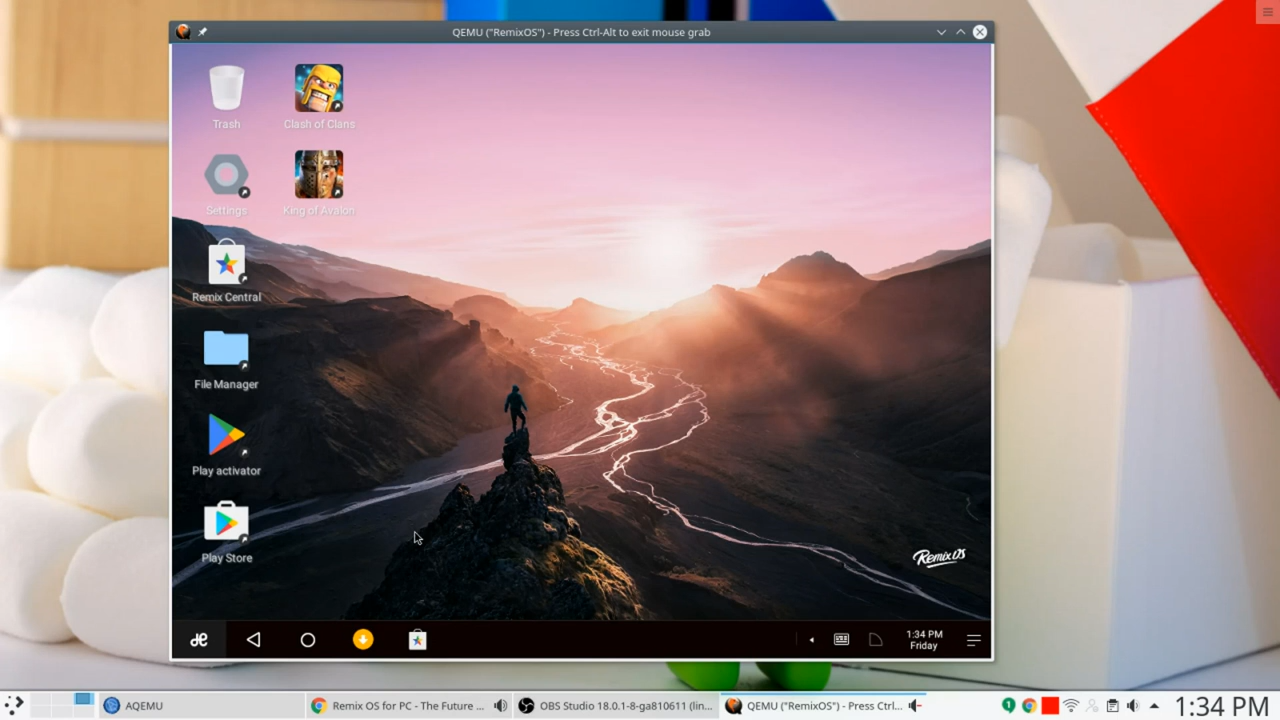 QEMU ("RemixOS") - Press Ctrl-Alt to exit mouse grab
Trash
Clash of Clans
Settings
King of Avalon
Remix Central
File Manager
Play activator
Play Store
Remix OS
1:34 PM
Friday
AQEMU
Remix OS for PC - The Future ...
OBS Studio 18.0.1-8-ga810611 (lin...
QEMU ("RemixOS") - Press Ctrl...
1:34 PM